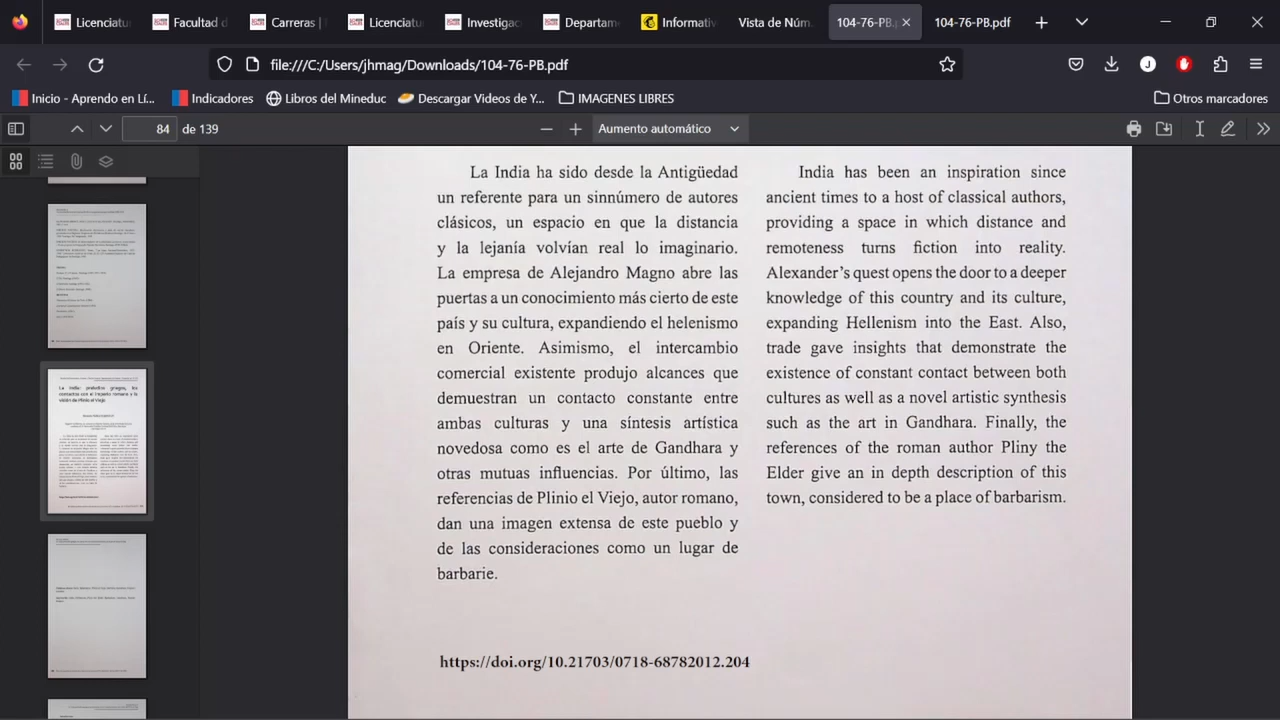 Licenciatu
Facultad d
Carreras | T
Licenciatu
Investigac
Departame
Informativ
Vista de Núm.
104-76-PB.p
104-76-PB.pdf
file:///C:/Users/jhmag/Downloads/104-76-PB.pdf
J
Inicio - Aprendo en Lí...
Indicadores
Libros del Mineduc
Descargar Videos de Y...
IMAGENES LIBRES
Otros marcadores
84 de 139
Aumento automático
La India ha sido desde la Antigüedad
un referente para un sinnúmero de autores
clásicos y espacio en que la distancia
y la lejanía volvían real lo imaginario.
La empresa de Alejandro Magno abre las
puertas a un conocimiento más cierto de este
país y su cultura, expandiendo el helenismo
en Oriente. Asimismo, el intercambio
comercial existente produjo alcances que
demuestran un contacto constante entre
ambas culturas y una síntesis artística
novedosa como es el arte de Gandhara y
otras mutuas influencias. Por último, las
referencias de Plinio el Viejo, autor romano,
dan una imagen extensa de este pueblo y
de las consideraciones como un lugar de
barbarie.
India has been an inspiration since
ancient times to a host of classical authors,
providing a space in which distance and
remoteness turns fiction into reality.
Alexander's quest opens the door to a deeper
knowledge of this country and its culture,
expanding Hellenism into the East. Also,
trade gave insights that demonstrate the
existence of constant contact between both
cultures as well as a novel artistic synthesis
such as the art in Gandhara. Finally, the
references of the roman author Pliny the
Elder give an in depth description of this
town, considered to be a place of barbarism.
https://doi.org/10.21703/0718-68782012.204